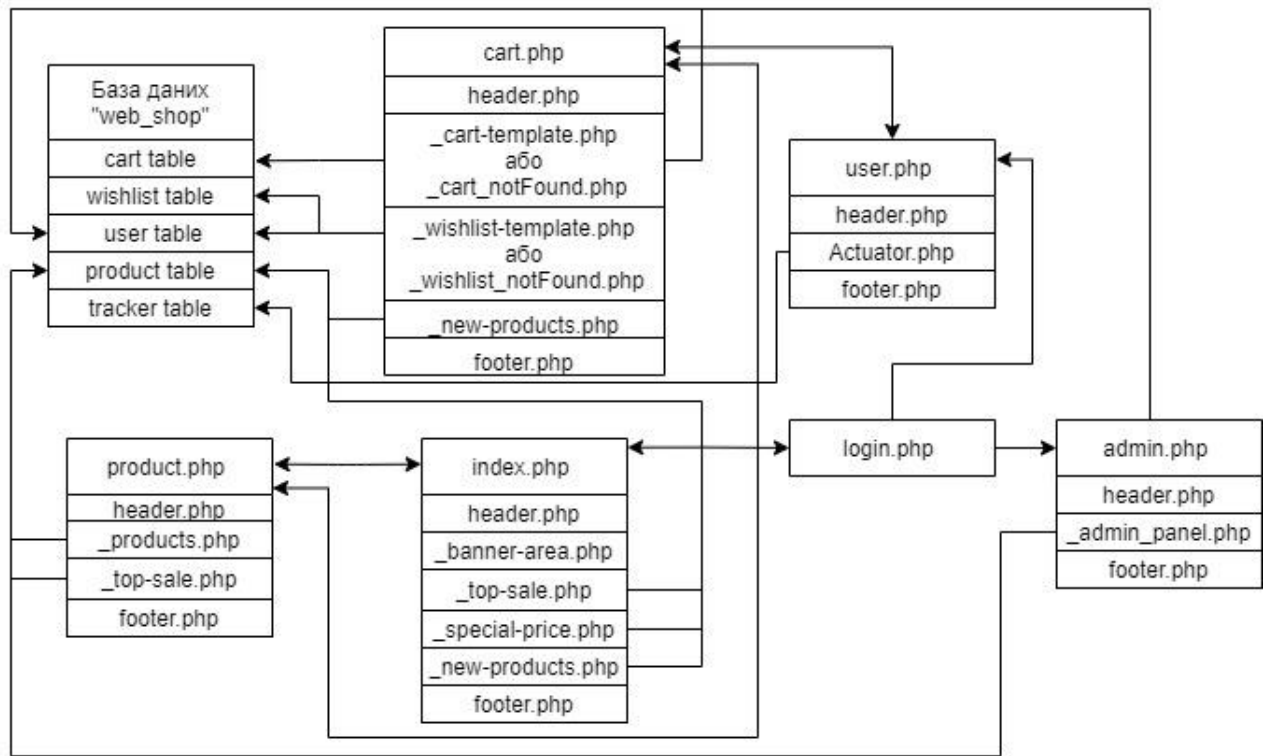 База даних
"web_shop"
cart table
wishlist table
user table
product table
tracker table
cart.php
header.php
_cart-template.php
або
_cart_notFound.php
_wishlist-template.php
або
_wishlist_notFound.php
_new-products.php
footer.php
user.php
header.php
Actuator.php
footer.php
product.php
header.php
_products.php
_top-sale.php
footer.php
index.php
header.php
_banner-area.php
_top-sale.php
_special-price.php
_new-products.php
footer.php
login.php
admin.php
header.php
_admin_panel.php
footer.php